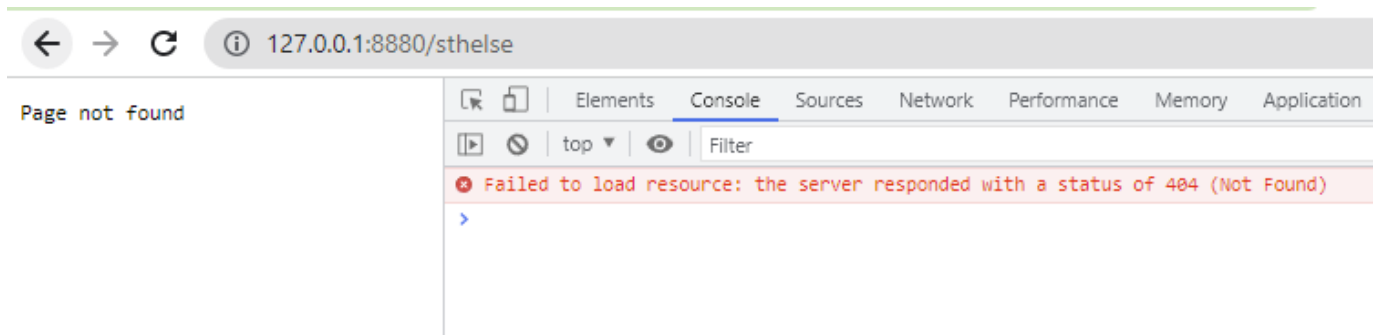 127.0.0.1:8880/sthelse
Page not found
Elements Console Sources Network Performance Memory Application
top Filter
Failed to load resource: the server responded with a status of 404 (Not Found)